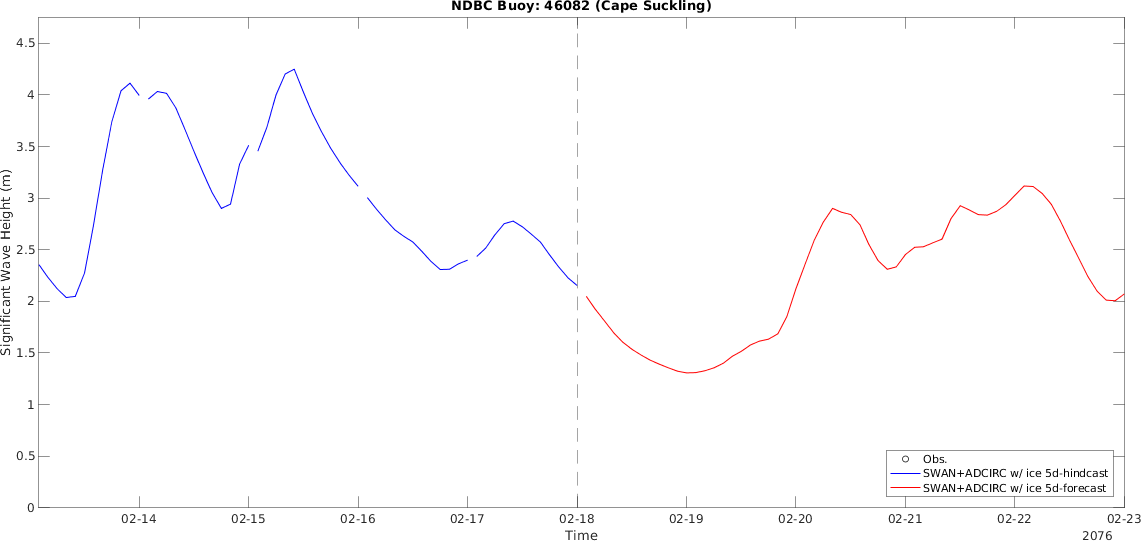 NDBC Buoy: 46082 (Cape Suckling)
4.5
4
3.5
3
2.5
2
1.5
1
0.5
0
Significant Wave Height (m)
Obs.
SWAN+ADCIRC w/ ice 5d-hindcast
SWAN+ADCIRC w/ ice 5d-forecast
02-14 02-15 02-16 02-17 02-18 02-19 02-20 02-21 02-22 02-23
Time
2076